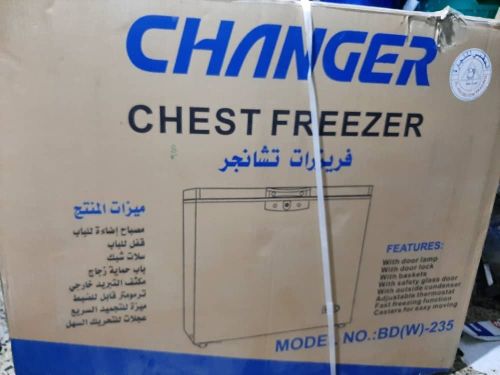 CHANGER
CHEST FREEZER
فريزرات تشانجر
ميزات المنتج
مصباح إضاءة للباب
قفل للباب
سلات شبك
باب حماية زجاج
مكثف التبريد خارجي
ترمومتر قابل للضبط
ميزة للتجميد السريع
عجلات للتحريك السهل
FEATURES:
With door lamp
With door lock
With baskets
With safety glass door
With outside condenser
Adjustable thermostat
Fast freezing function
Casters for easy moving
MODEL NO.:BD(W)-235